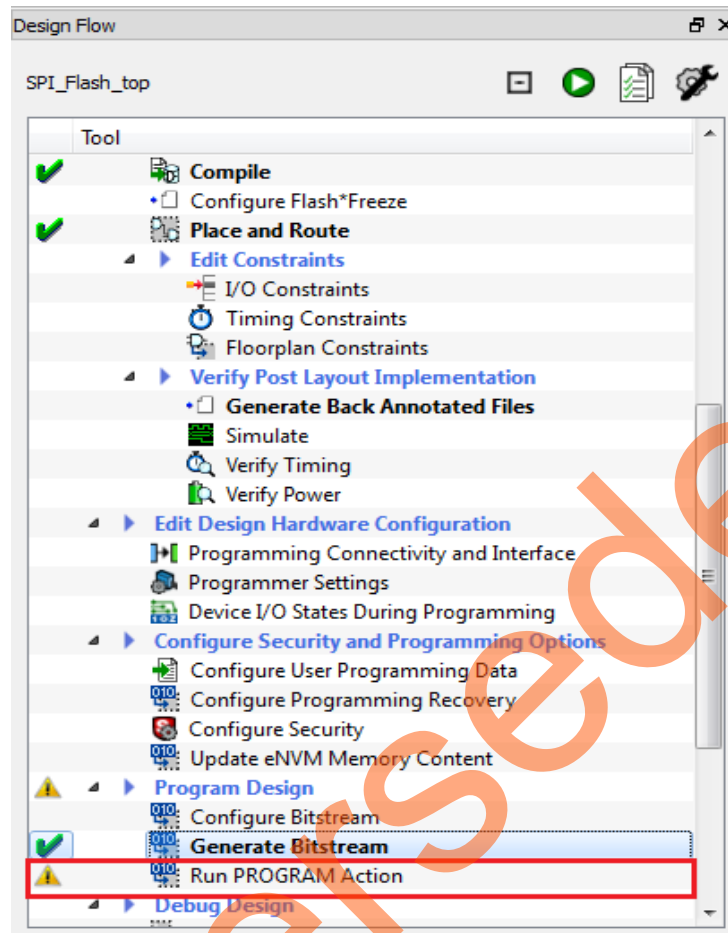 Design Flow
SPI_Flash_top
Tool
Compile
Configure Flash*Freeze
Place and Route
Edit Constraints
I/O Constraints
Timing Constraints
Floorplan Constraints
Verify Post Layout Implementation
Generate Back Annotated Files
Simulate
Verify Timing
Verify Power
Edit Design Hardware Configuration
Programming Connectivity and Interface
Programmer Settings
Device I/O States During Programming
Configure Security and Programming Options
Configure User Programming Data
Configure Programming Recovery
Configure Security
Update eNVM Memory Content
Program Design
Configure Bitstream
Generate Bitstream
Run PROGRAM Action
Debug Design